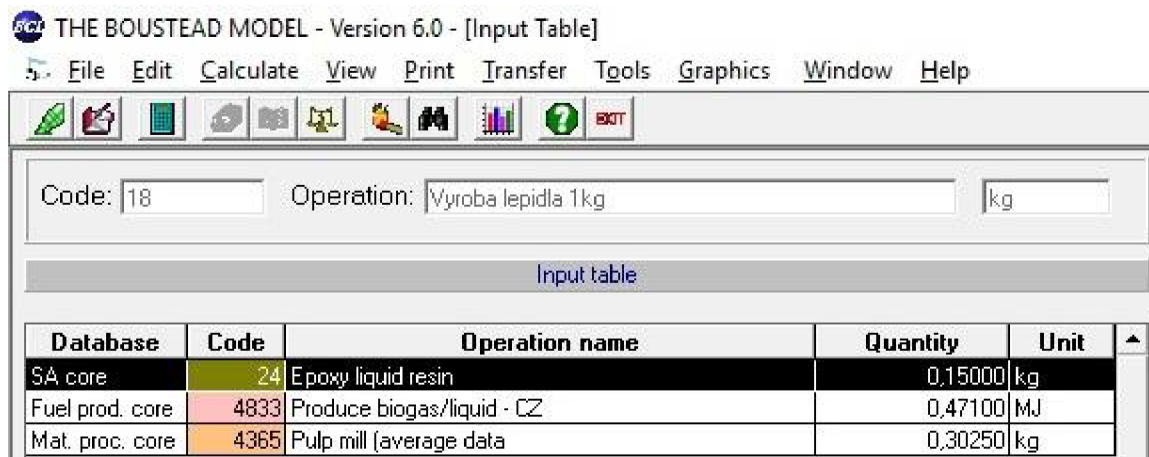 BCL THE BOUSTEAD MODEL - Version 6.0 - [Input Table]
File Edit Calculate View Print Transfer Tools Graphics Window Help
? EXIT
Code: 18 Operation: Vyroba lepidla 1kg kg
Input table
Database Code Operation name Quantity Unit
SA core 24 Epoxy liquid resin 0,15000 kg
Fuel prod. core 4833 Produce biogas/liquid - CZ 0,47100 MJ
Mat. proc. core 4365 Pulp mill (average data 0,30250 kg